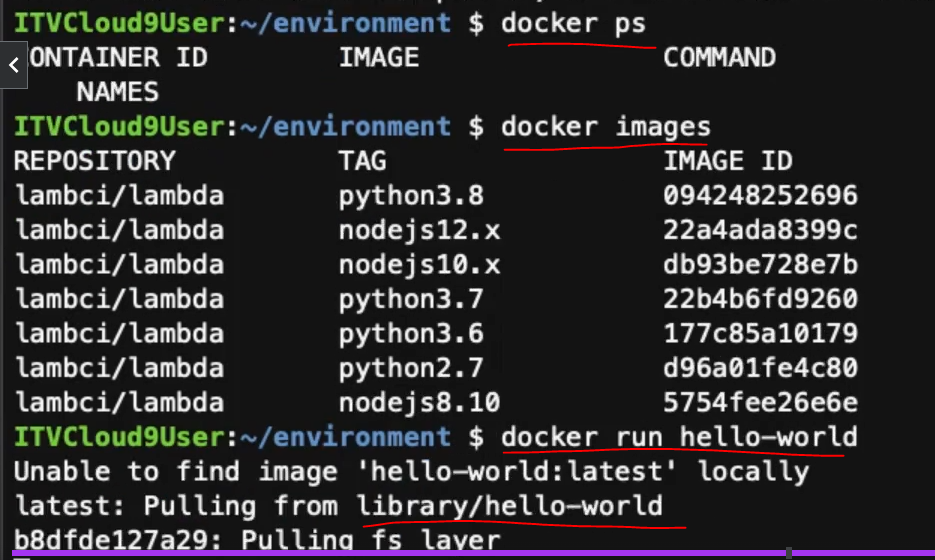 ITVCloud9User:~/environment $ docker ps
ONTAINER ID IMAGE COMMAND
NAMES
ITVCloud9User:~/environment $ docker images
REPOSITORY TAG IMAGE ID
lambci/lambda python3.8 094248252696
lambci/lambda nodejs12.x 22a4ada8399c
lambci/lambda nodejs10.x db93be728e7b
lambci/lambda python3.7 22b4b6fd9260
lambci/lambda python3.6 177c85a10179
lambci/lambda python2.7 d96a01fe4c80
lambci/lambda nodejs8.10 5754fee26e6e
ITVCloud9User:~/environment $ docker run hello-world
Unable to find image 'hello-world:latest' locally
latest: Pulling from library/hello-world
b8dfde127a29: Pulling fs layer